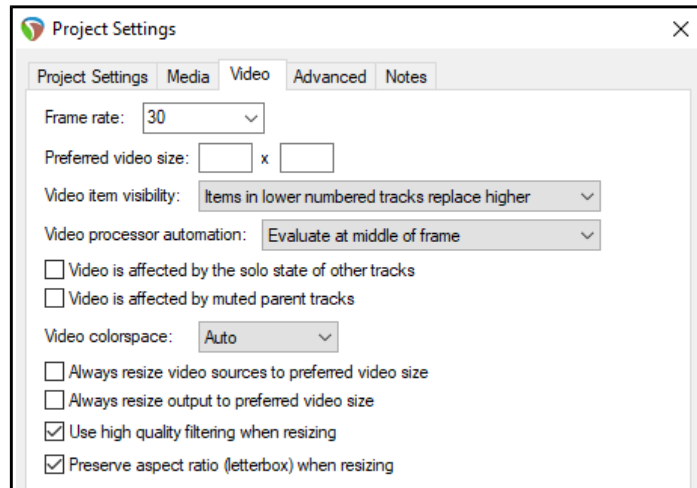 Project Settings
Project Settings Media Video Advanced Notes
Frame rate: 30
Preferred video size: x
Video item visibility: Items in lower numbered tracks replace higher
Video processor automation: Evaluate at middle of frame
Video is affected by the solo state of other tracks
Video is affected by muted parent tracks
Video colorspace: Auto
Always resize video sources to preferred video size
Always resize output to preferred video size
Use high quality filtering when resizing
Preserve aspect ratio (letterbox) when resizing